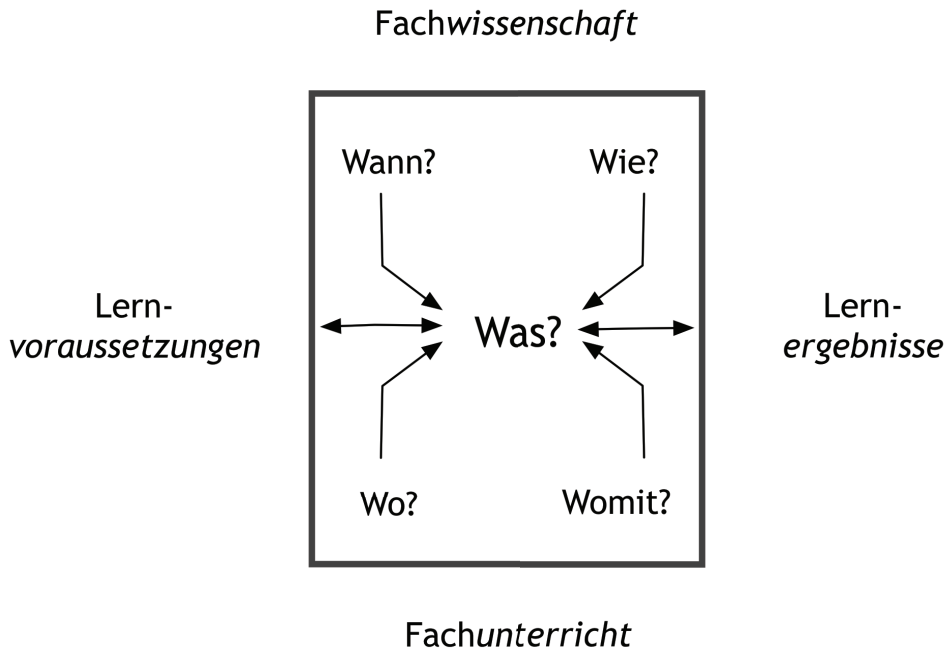 Fachwissenschaft
Wann? Wie?
Lern-
voraussetzungen
Was?
Lern-
ergebnisse
Wo? Womit?
Fachunterricht